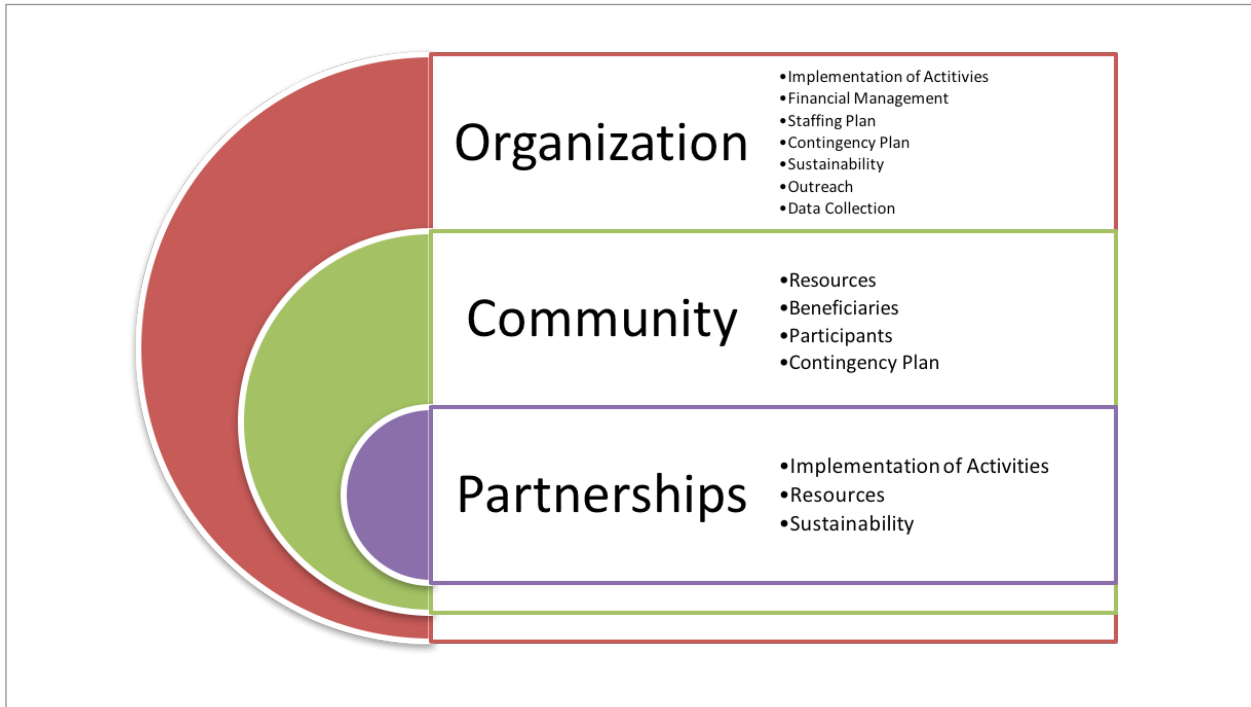 Organization
•Implementation of Actitivies
•Financial Management
•Staffing Plan
•Contingency Plan
•Sustainability
•Outreach
•Data Collection
Community
•Resources
•Beneficiaries
•Participants
•Contingency Plan
Partnerships
•Implementation of Activities
•Resources
•Sustainability